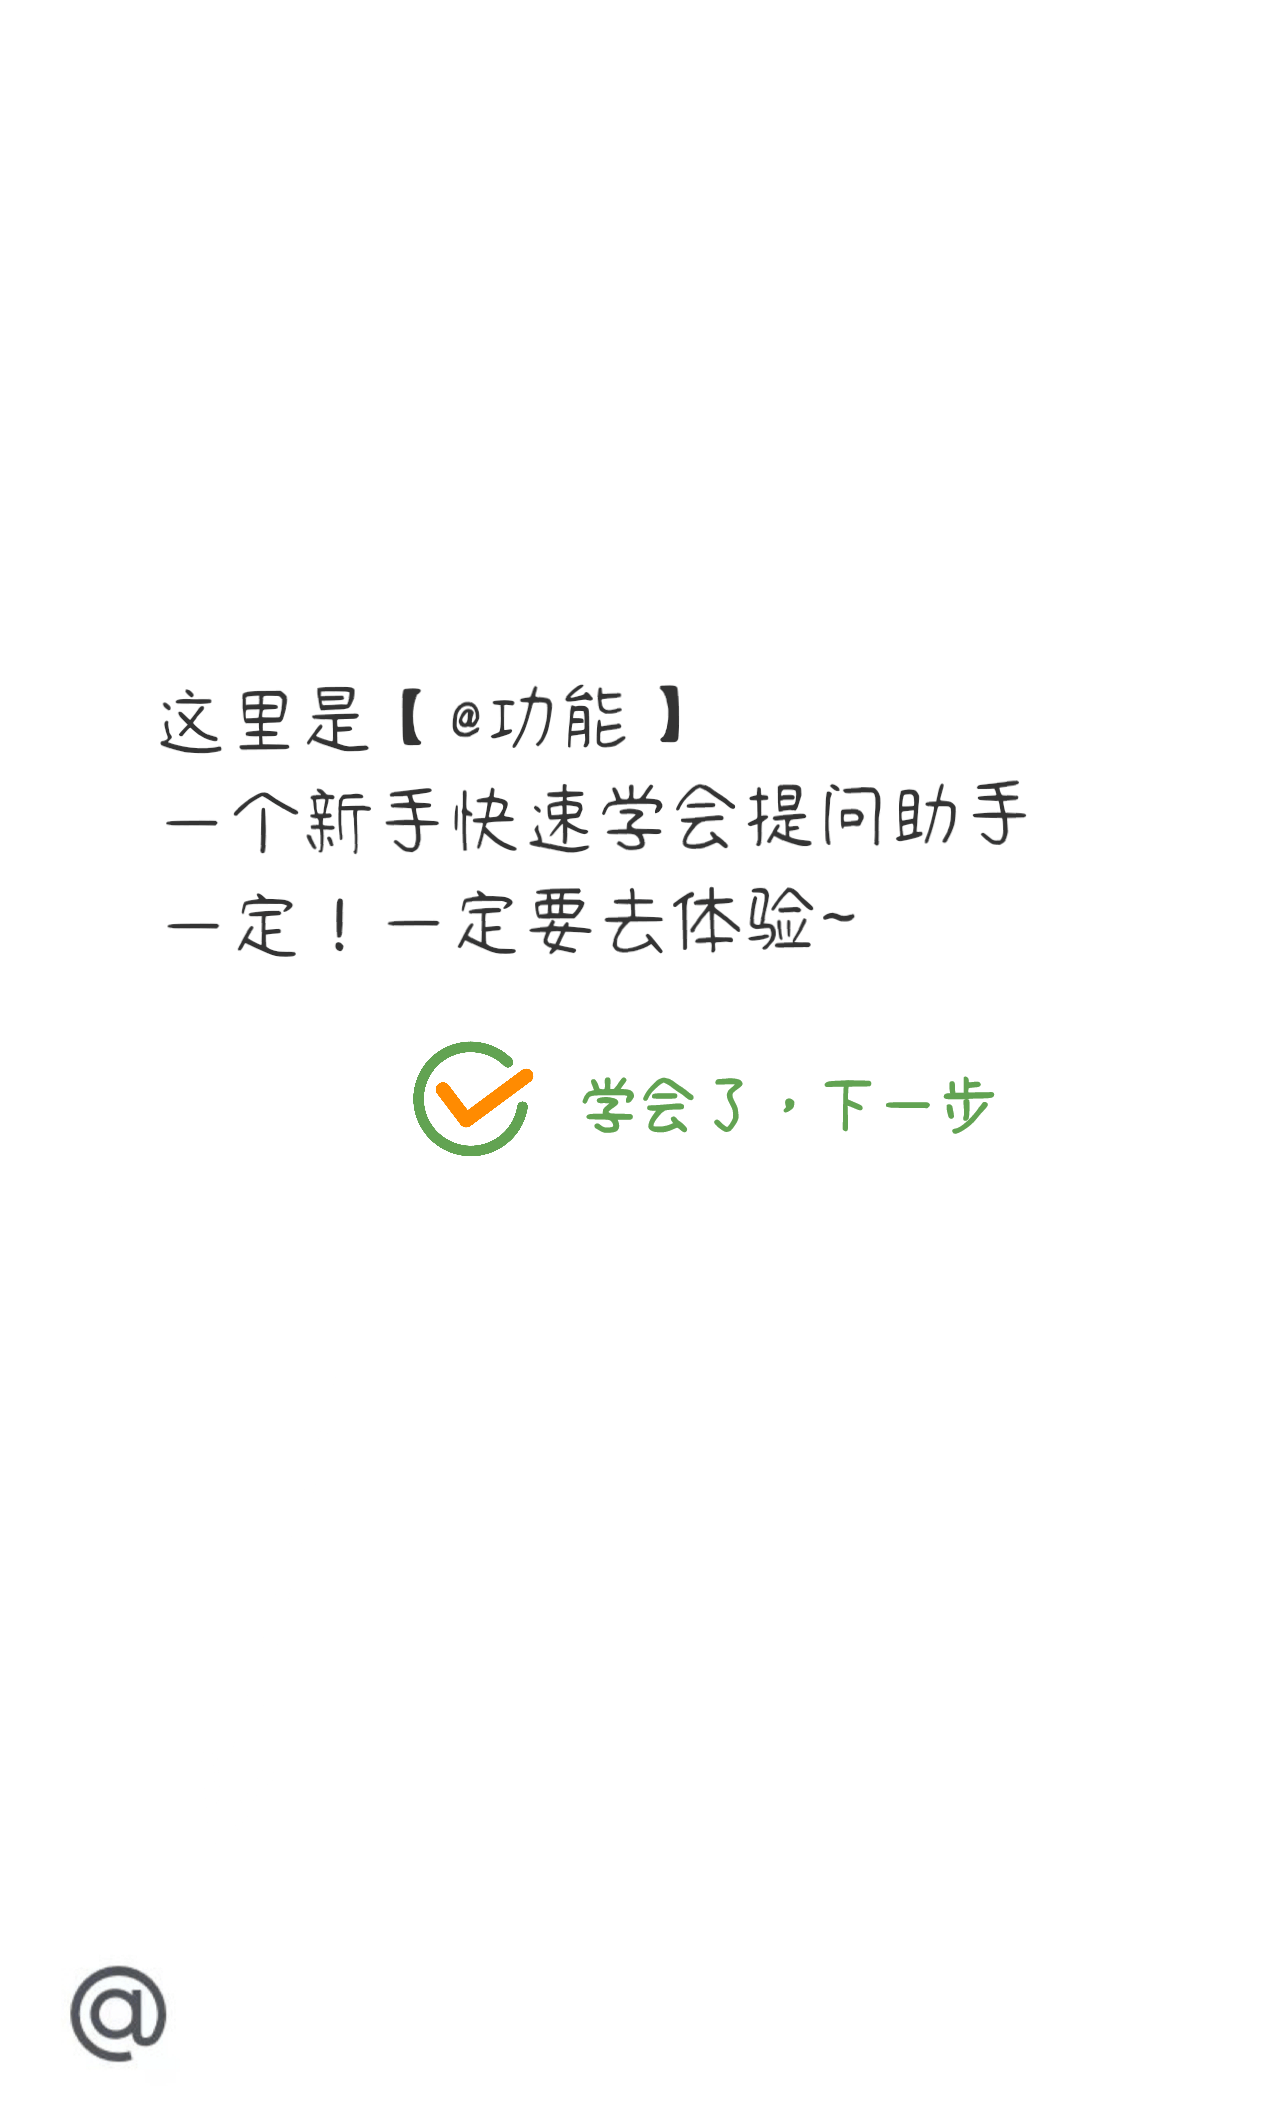 这里是【@功能】
一个新手快速学会提问助手
一定！一定要去体验~
学会了，下一步
@